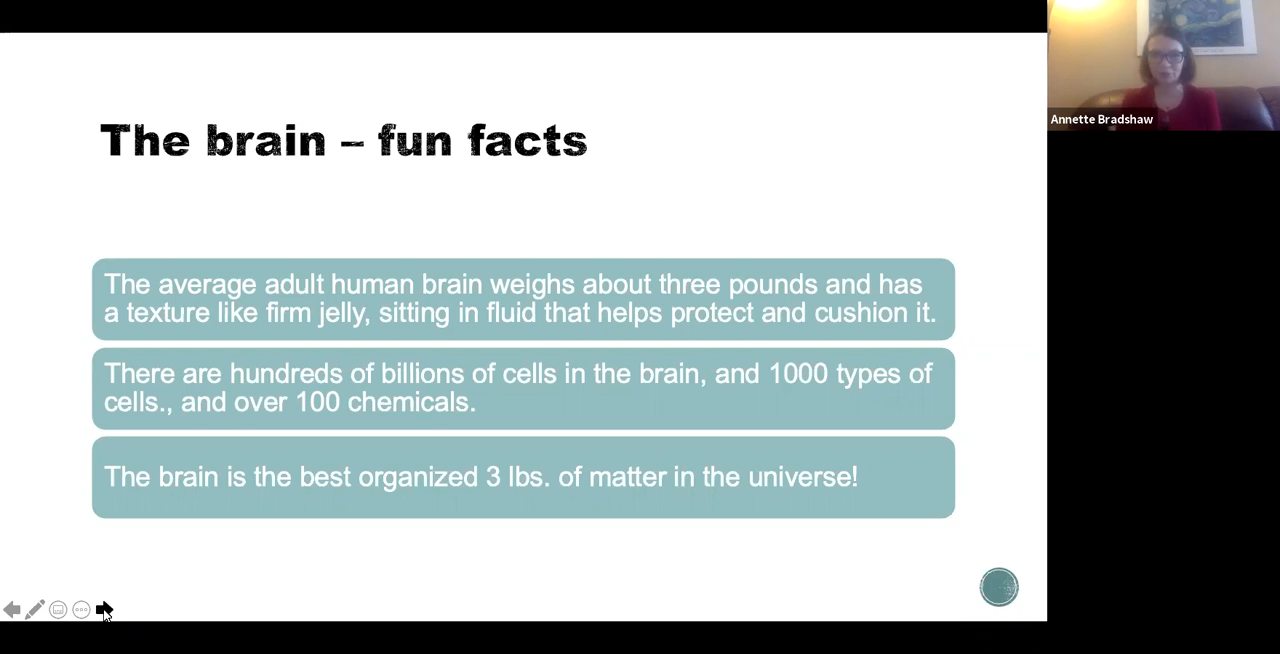 The brain – fun facts
The average adult human brain weighs about three pounds and has
a texture like firm jelly, sitting in fluid that helps protect and cushion it.
There are hundreds of billions of cells in the brain, and 1000 types of
cells., and over 100 chemicals.
The brain is the best organized 3 lbs. of matter in the universe!
Annette Bradshaw